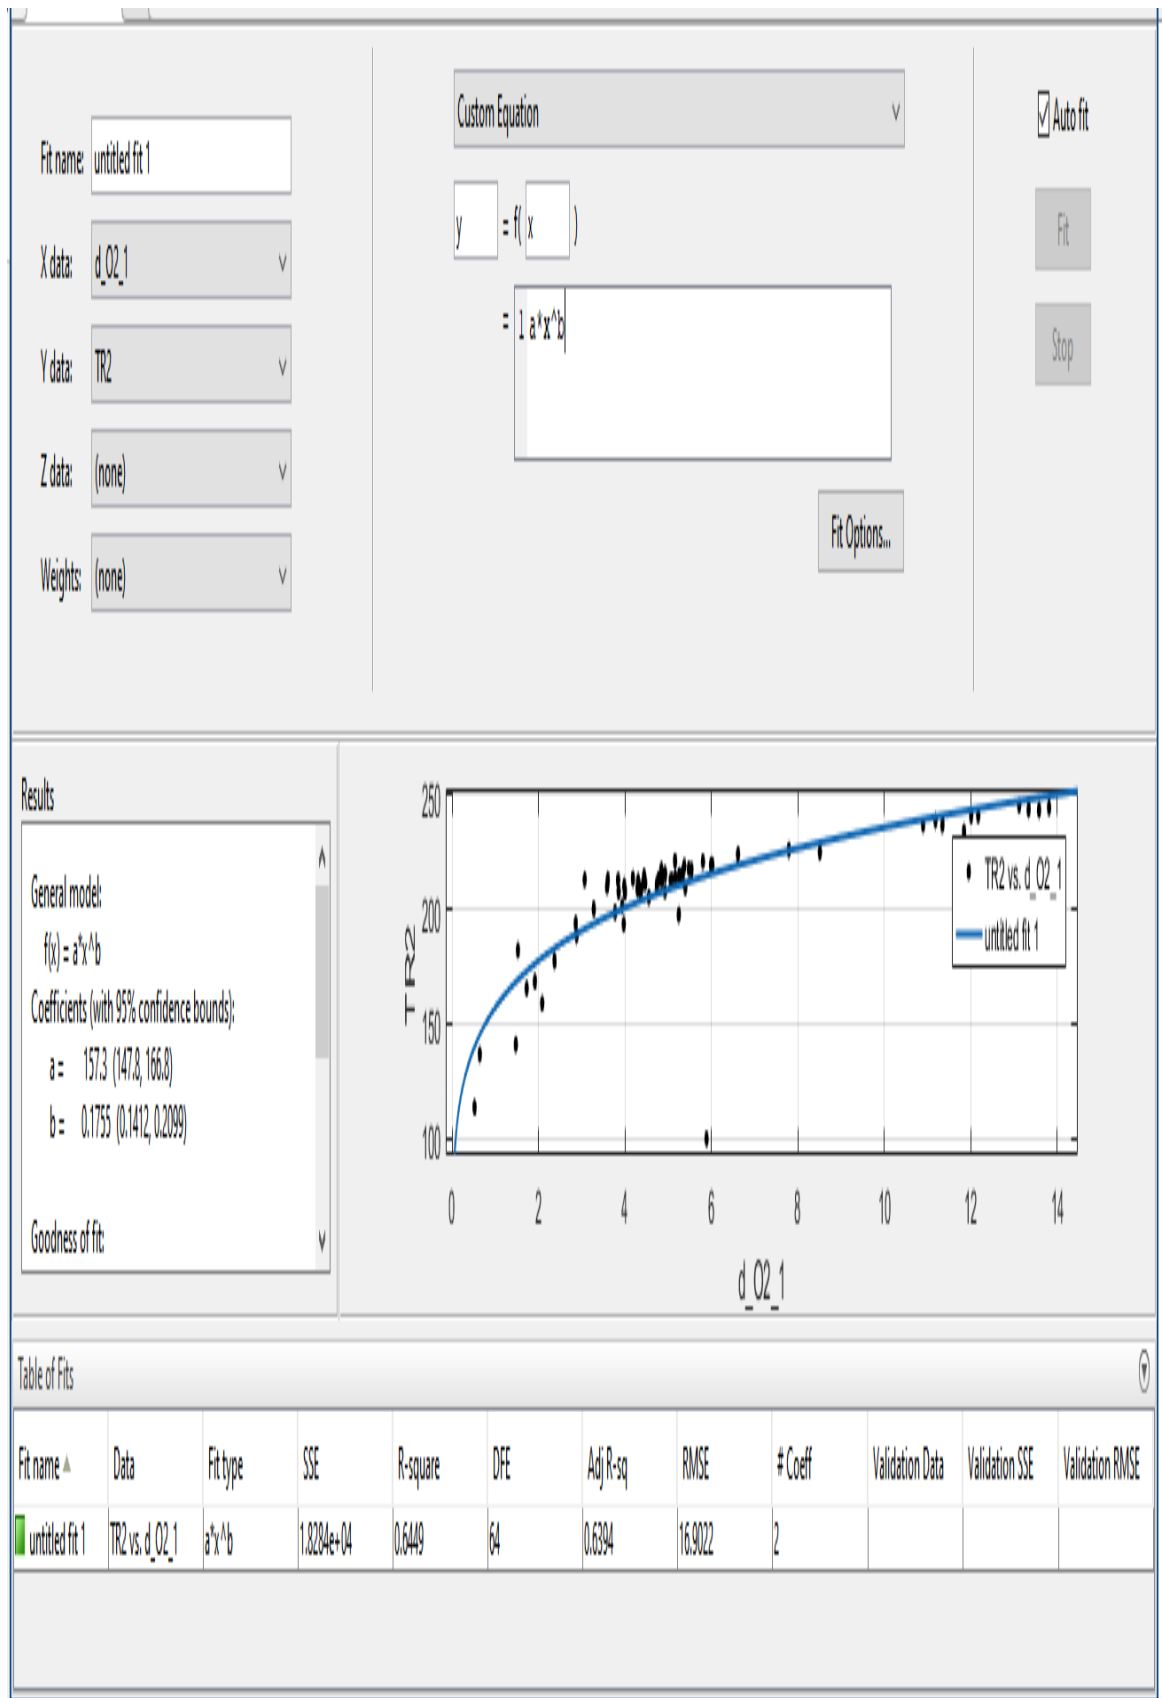 Custom Equation
Auto fit
Fit name: untitled fit 1
y = f( x )
Fit
X data: d_O2_1
= 1 a*x^b
Stop
Y data: TR2
Z data: (none)
Fit Options...
Weights: (none)
Results
General model:
f(x) = a*x^b
Coefficients (with 95% confidence bounds):
a = 157.3 (147.8, 166.8)
b = 0.1755 (0.1412, 0.2099)
Goodness of fit:
250
200
150
100
TR2
TR2 vs. d_O2_1
untitled fit 1
0 2 4 6 8 10 12 14
d_O2_1
Table of Fits
Fit name Data Fit type SSE R-square DFE Adj R-sq RMSE # Coeff Validation Data Validation SSE Validation RMSE
untitled fit 1 TR2 vs. d_O2_1 a*x^b 1.8284e+04 0.6449 64 0.6394 16.9022 2